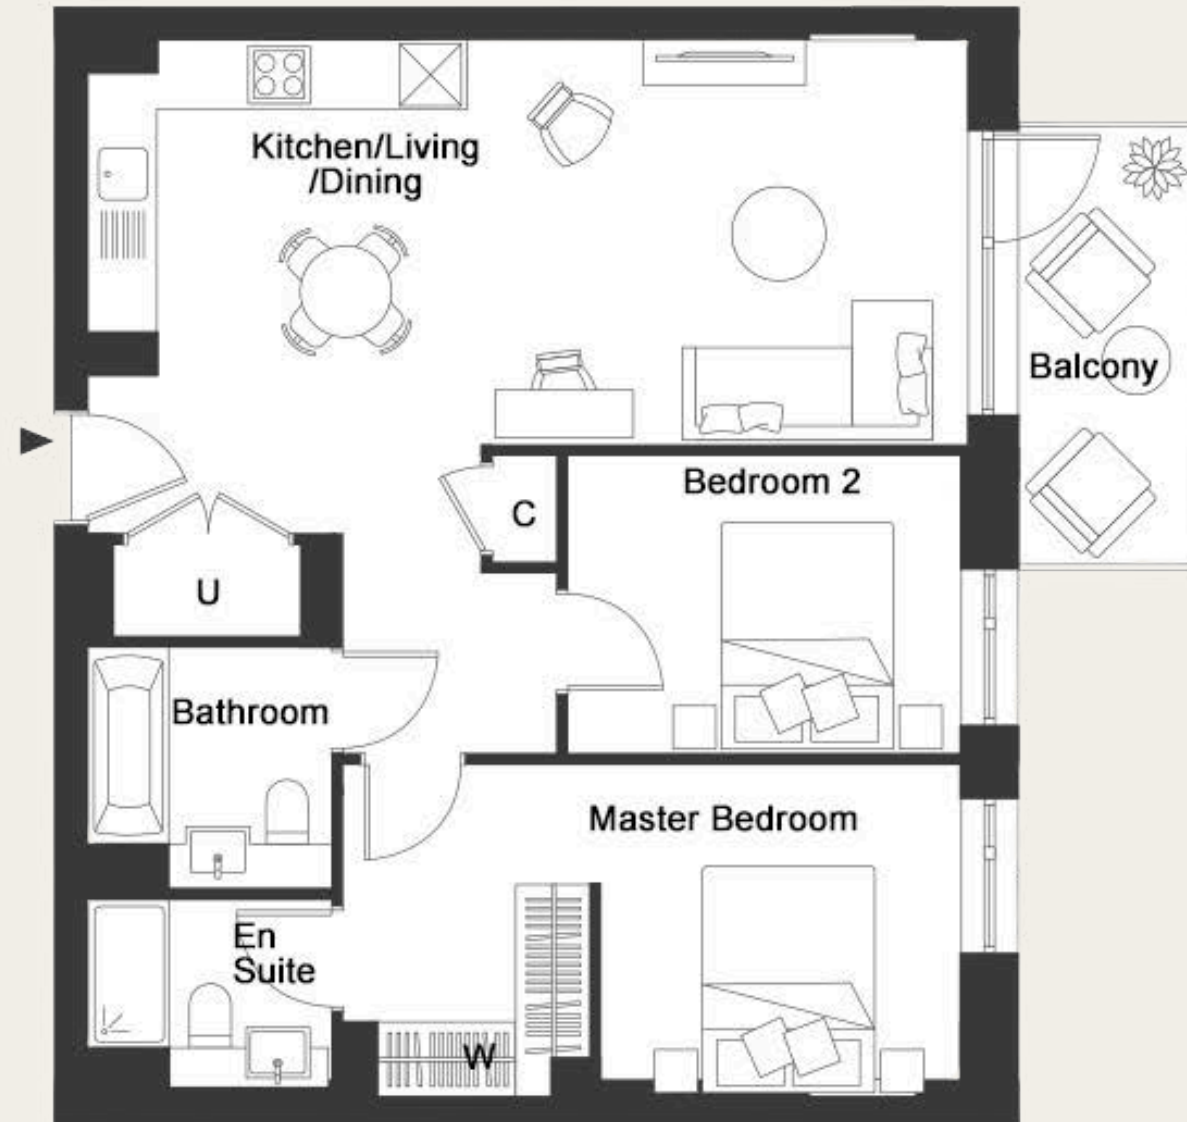 Kitchen/Living
/Dining
Balcony
Bedroom 2
C
U
Bathroom
Master Bedroom
En
Suite
W